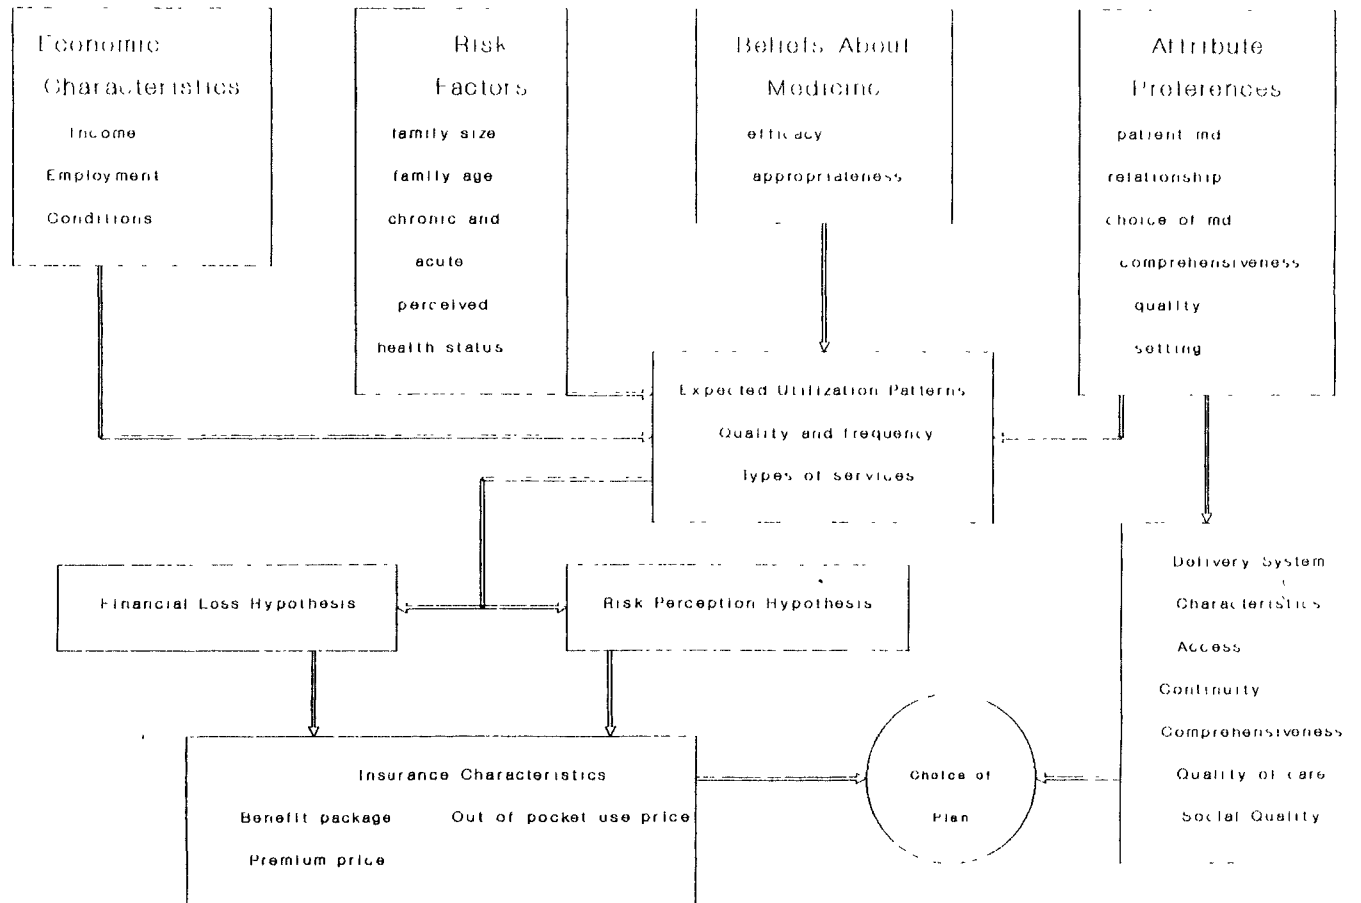 Economic
Characteristics
Income
Employment
Conditions
Risk
Factors
family size
family age
chronic and
acute
perceived
health status
Beliefs About
Medicine
efficacy
appropriateness
Attribute
Preferences
patient md
relationship
choice of md
comprehensiveness
quality
setting
Expected Utilization Patterns
Quality and frequency
Types of services
Financial Loss Hypothesis
Risk Perception Hypothesis
Delivery System
Characteristics
Access
Continuity
Comprehensiveness
Quality of care
Social Quality
Insurance Characteristics
Benefit package Out of pocket use price
Premium price
Choice of
Plan